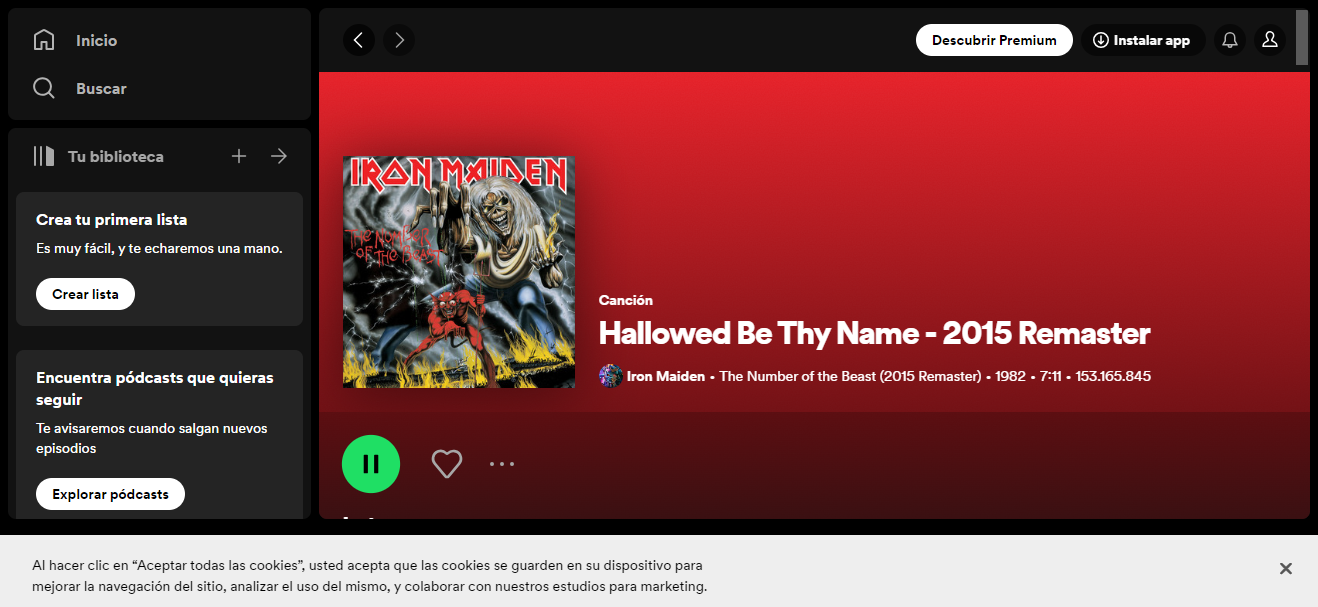 Inicio
Buscar
Tu biblioteca
Crea tu primera lista
Es muy fácil, y te echaremos una mano.
Crear lista
Encuentra pódcasts que quieras
seguir
Te avisaremos cuando salgan nuevos
episodios
Explorar pódcasts
Descubrir Premium
Instalar app
IRON MAIDEN
THE NUMBER
OF THE BEAST
Canción
Hallowed Be Thy Name - 2015 Remaster
Iron Maiden • The Number of the Beast (2015 Remaster) • 1982 • 7:11 • 153.165.845
Al hacer clic en “Aceptar todas las cookies”, usted acepta que las cookies se guarden en su dispositivo para
mejorar la navegación del sitio, analizar el uso del mismo, y colaborar con nuestros estudios para marketing.